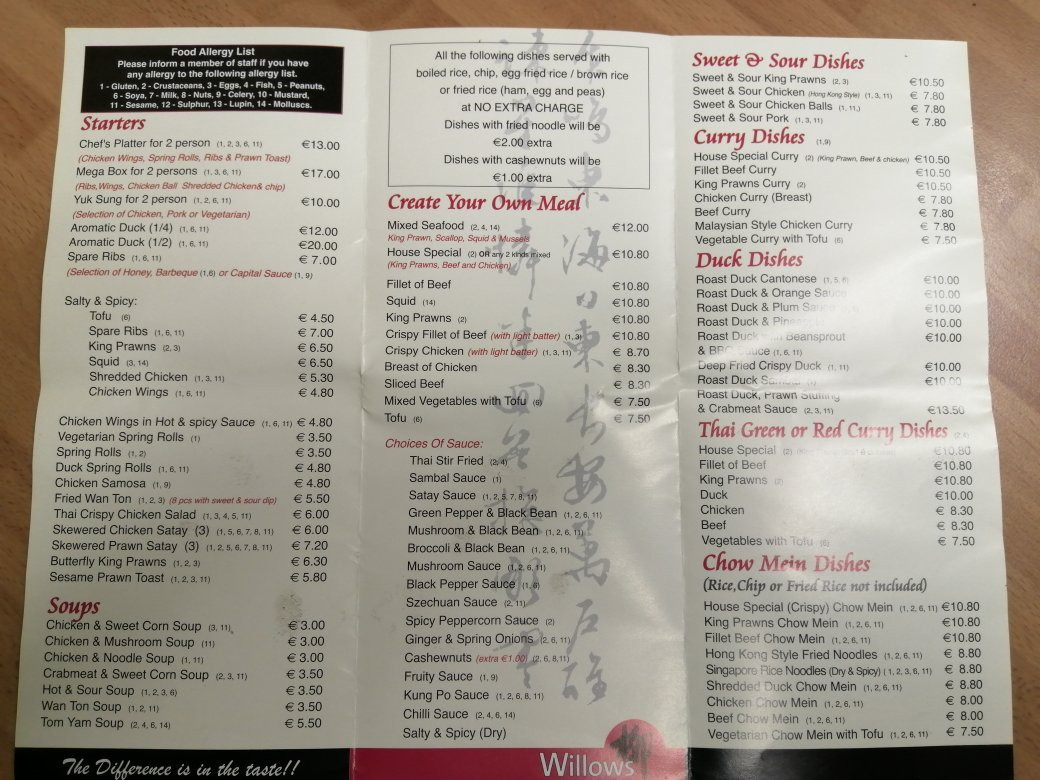 Food Allergy List
Please inform a member of staff if you have
any allergy to the following allergy list.
1 - Gluten, 2 - Crustaceans, 3 - Eggs, 4 - Fish, 5 - Peanuts,
6 - Soya, 7 - Milk, 8 - Nuts, 9 - Celery, 10 - Mustard,
11 - Sesame, 12 - Sulphur, 13 - Lupin, 14 - Molluscs.
Starters
Chef's Platter for 2 person (1, 2, 3, 6, 11) €13.00
(Chicken Wings, Spring Rolls, Ribs & Prawn Toast)
Mega Box for 2 persons (1, 3, 6, 11) €17.00
(Ribs,Wings, Chicken Ball Shredded Chicken& chip)
Yuk Sung for 2 person (1, 2, 6, 11) €10.00
(Selection of Chicken, Pork or Vegetarian)
Aromatic Duck (1/4) (1, 6, 11) €12.00
Aromatic Duck (1/2) (1, 6, 11) €20.00
Spare Ribs (1, 6, 11) € 7.00
(Selection of Honey, Barbeque (1,6) or Capital Sauce (1, 9)
Salty & Spicy:
Tofu (6) € 4.50
Spare Ribs (1, 6, 11) € 7.00
King Prawns (2, 3) € 6.50
Squid (3, 14) € 6.50
Shredded Chicken (1, 3, 11) € 5.30
Chicken Wings (1, 6, 11) € 4.80
Chicken Wings in Hot & spicy Sauce (1, 6, 11) € 4.80
Vegetarian Spring Rolls (1) € 3.50
Spring Rolls (1, 2) € 3.50
Duck Spring Rolls (1, 6, 11) € 4.80
Chicken Samosa (1, 9) € 4.80
Fried Wan Ton (1, 2, 3) (8 pcs with sweet & sour dip) € 5.50
Thai Crispy Chicken Salad (1, 3, 4, 5, 11) € 6.00
Skewered Chicken Satay (3) (1, 5, 6, 7, 8, 11) € 6.00
Skewered Prawn Satay (3) (1, 2, 5, 6, 7, 8, 11) € 7.20
Butterfly King Prawns (1, 2, 3) € 6.30
Sesame Prawn Toast (1, 2, 3, 11) € 5.80
Soups
Chicken & Sweet Corn Soup (3, 11) € 3.00
Chicken & Mushroom Soup (11) € 3.00
Chicken & Noodle Soup (1, 11) € 3.00
Crabmeat & Sweet Corn Soup (2, 3, 11) € 3.50
Hot & Sour Soup (1, 2, 3, 6) € 3.50
Wan Ton Soup (1, 2, 11) € 3.50
Tom Yam Soup (2, 4, 6, 14) € 5.50
The Difference is in the taste!!
All the following dishes served with
boiled rice, chip, egg fried rice / brown rice
or fried rice (ham, egg and peas)
at NO EXTRA CHARGE
Dishes with fried noodle will be
€2.00 extra
Dishes with cashewnuts will be
€1.00 extra
Create Your Own Meal
Mixed Seafood (2, 4, 14) €12.00
King Prawn, Scallop, Squid & Mussels
House Special (2) OR any 2 kinds mixed €10.80
(King Prawns, Beef and Chicken)
Fillet of Beef €10.80
Squid (14) €10.80
King Prawns (2) €10.80
Crispy Fillet of Beef (with light batter) (1, 3) €10.80
Crispy Chicken (with light batter) (1, 3, 11) € 8.70
Breast of Chicken € 8.30
Sliced Beef € 8.30
Mixed Vegetables with Tofu (6) € 7.50
Tofu (6) € 7.50
Choices Of Sauce:
Thai Stir Fried (2, 4)
Sambal Sauce (1)
Satay Sauce (1, 2, 5, 7, 8, 11)
Green Pepper & Black Bean (1, 2, 6, 11)
Mushroom & Black Bean (1, 2, 6, 11)
Broccoli & Black Bean (1, 2, 6, 11)
Mushroom Sauce (1, 2, 6, 11)
Black Pepper Sauce (1, 6)
Szechuan Sauce (2, 11)
Spicy Peppercorn Sauce (2)
Ginger & Spring Onions (2, 6, 11)
Cashewnuts (extra €1.00) (2, 6, 8, 11)
Fruity Sauce (1, 9)
Kung Po Sauce (1, 2, 6, 8, 11)
Chilli Sauce (2, 4, 6, 14)
Salty & Spicy (Dry)
Willows
Sweet & Sour Dishes
Sweet & Sour King Prawns (2, 3) €10.50
Sweet & Sour Chicken (Hong Kong Style) (1, 3, 11) € 7.80
Sweet & Sour Chicken Balls (1, 11,) € 7.80
Sweet & Sour Pork (1, 3, 11) € 7.80
Curry Dishes (1,9)
House Special Curry (2) (King Prawn, Beef & chicken) €10.50
Fillet Beef Curry €10.50
King Prawns Curry (2) €10.50
Chicken Curry (Breast) € 7.80
Beef Curry € 7.80
Malaysian Style Chicken Curry € 7.80
Vegetable Curry with Tofu (6) € 7.50
Duck Dishes
Roast Duck Cantonese (1, 5, 6) €10.00
Roast Duck & Orange Sauce €10.00
Roast Duck & Plum Sauce €10.00
Roast Duck & €10.00
Roast Duck Beansprout €10.00
& BBQ Sauce (1, 6, 11)
Deep Fried Crispy Duck (1, 11) €10.00
Roast Duck €10.00
Roast Duck, Prawn Stuffing
& Crabmeat Sauce (2, 3, 11) €13.50
Thai Green or Red Curry Dishes (2,4)
House Special (2) €10.80
Fillet of Beef €10.80
King Prawns (2) €10.80
Duck €10.00
Chicken € 8.30
Beef € 8.30
Vegetables with Tofu (6) € 7.50
Chow Mein Dishes
(Rice,Chip or Fried Rice not included)
House Special (Crispy) Chow Mein (1, 2, 6, 11) €10.80
King Prawns Chow Mein (1, 2, 6, 11) €10.80
Fillet Beef Chow Mein (1, 2, 6, 11) €10.80
Hong Kong Style Fried Noodles (1, 2, 6, 11) € 8.80
Singapore Rice Noodles (Dry & Spicy) (1, 2, 3, 6, 11) € 8.80
Shredded Duck Chow Mein (1, 2, 6, 11) € 8.80
Chicken Chow Mein (1, 2, 6, 11) € 8.00
Beef Chow Mein (1, 2, 6, 11) € 8.00
Vegetarian Chow Mein with Tofu (1, 2, 6, 11) € 7.50